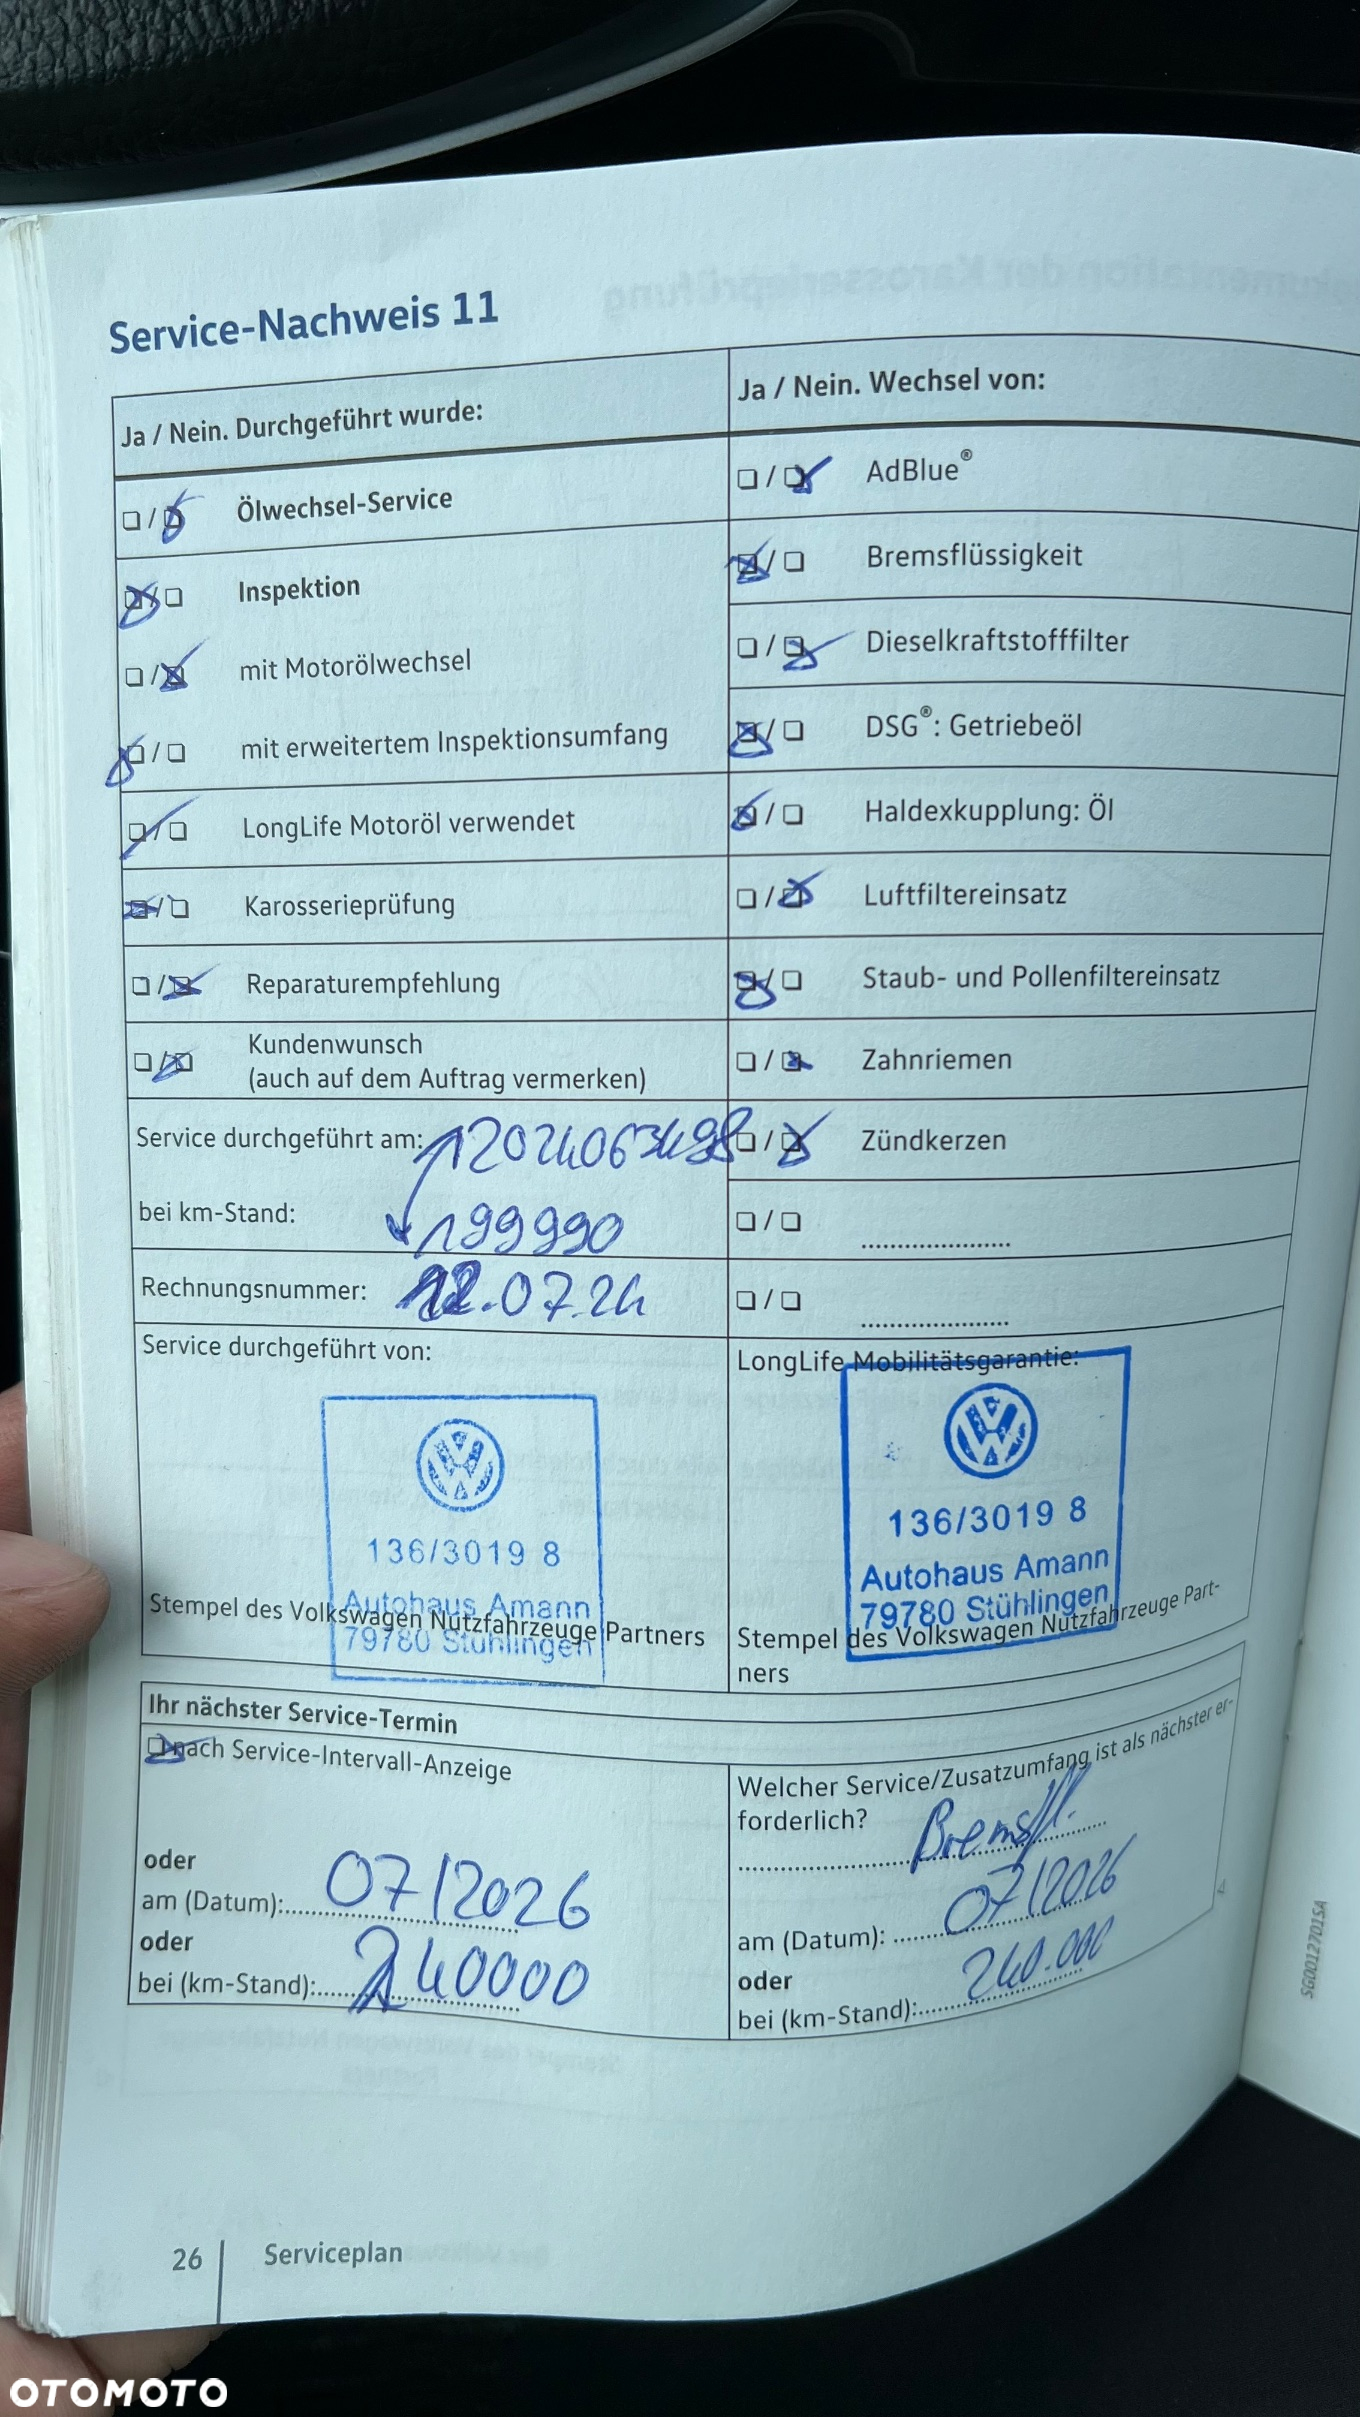 Service-Nachweis 11
Ja / Nein. Durchgeführt wurde:
Ölwechsel-Service
Inspektion
mit Motorölwechsel
mit erweitertem Inspektionsumfang
LongLife Motoröl verwendet
Karosserieprüfung
Reparaturempfehlung
Kundenwunsch
(auch auf dem Auftrag vermerken)
Service durchgeführt am: 12024063498
bei km-Stand: 199990
Rechnungsnummer: 12.07.24
Ja / Nein. Wechsel von:
AdBlue®
Bremsflüssigkeit
Dieselkraftstofffilter
DSG®: Getriebeöl
Haldexkupplung: Öl
Luftfiltereinsatz
Staub- und Pollenfiltereinsatz
Zahnriemen
Zündkerzen
Service durchgeführt von:
136/3019 8
Autohaus Amann
79780 Stühlingen
Stempel des Volkswagen Nutzfahrzeuge Partners
LongLife Mobilitätsgarantie:
136/3019 8
Autohaus Amann
79780 Stühlingen
Stempel des Volkswagen Nutzfahrzeuge Part-
ners
Ihr nächster Service-Termin
nach Service-Intervall-Anzeige
oder
am (Datum): 07/2026
oder
bei (km-Stand): 240000
Welcher Service/Zusatzumfang ist als nächster er-
forderlich?
Bremsfl.
am (Datum): 07/2026
oder
bei (km-Stand): 240.000
SG0012701SA
26 Serviceplan
OTOMOTO